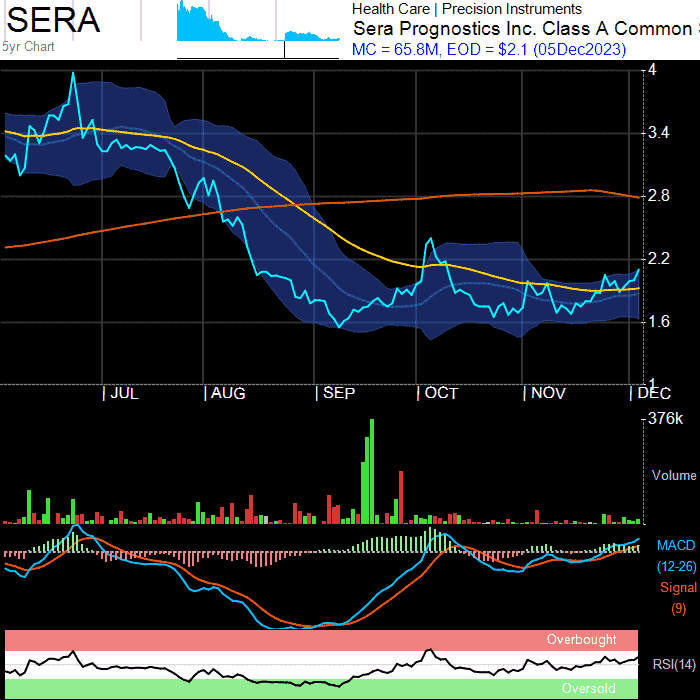 SERA
5yr Chart
Health Care | Precision Instruments
Sera Prognostics Inc. Class A Common
MC = 65.8M, EOD = $2.1 (05Dec2023)
4
3.4
2.8
2.2
1.6
1
JUL AUG SEP OCT NOV DEC
376k
Volume
MACD
(12-26)
Signal
(9)
Overbought
RSI(14)
Oversold